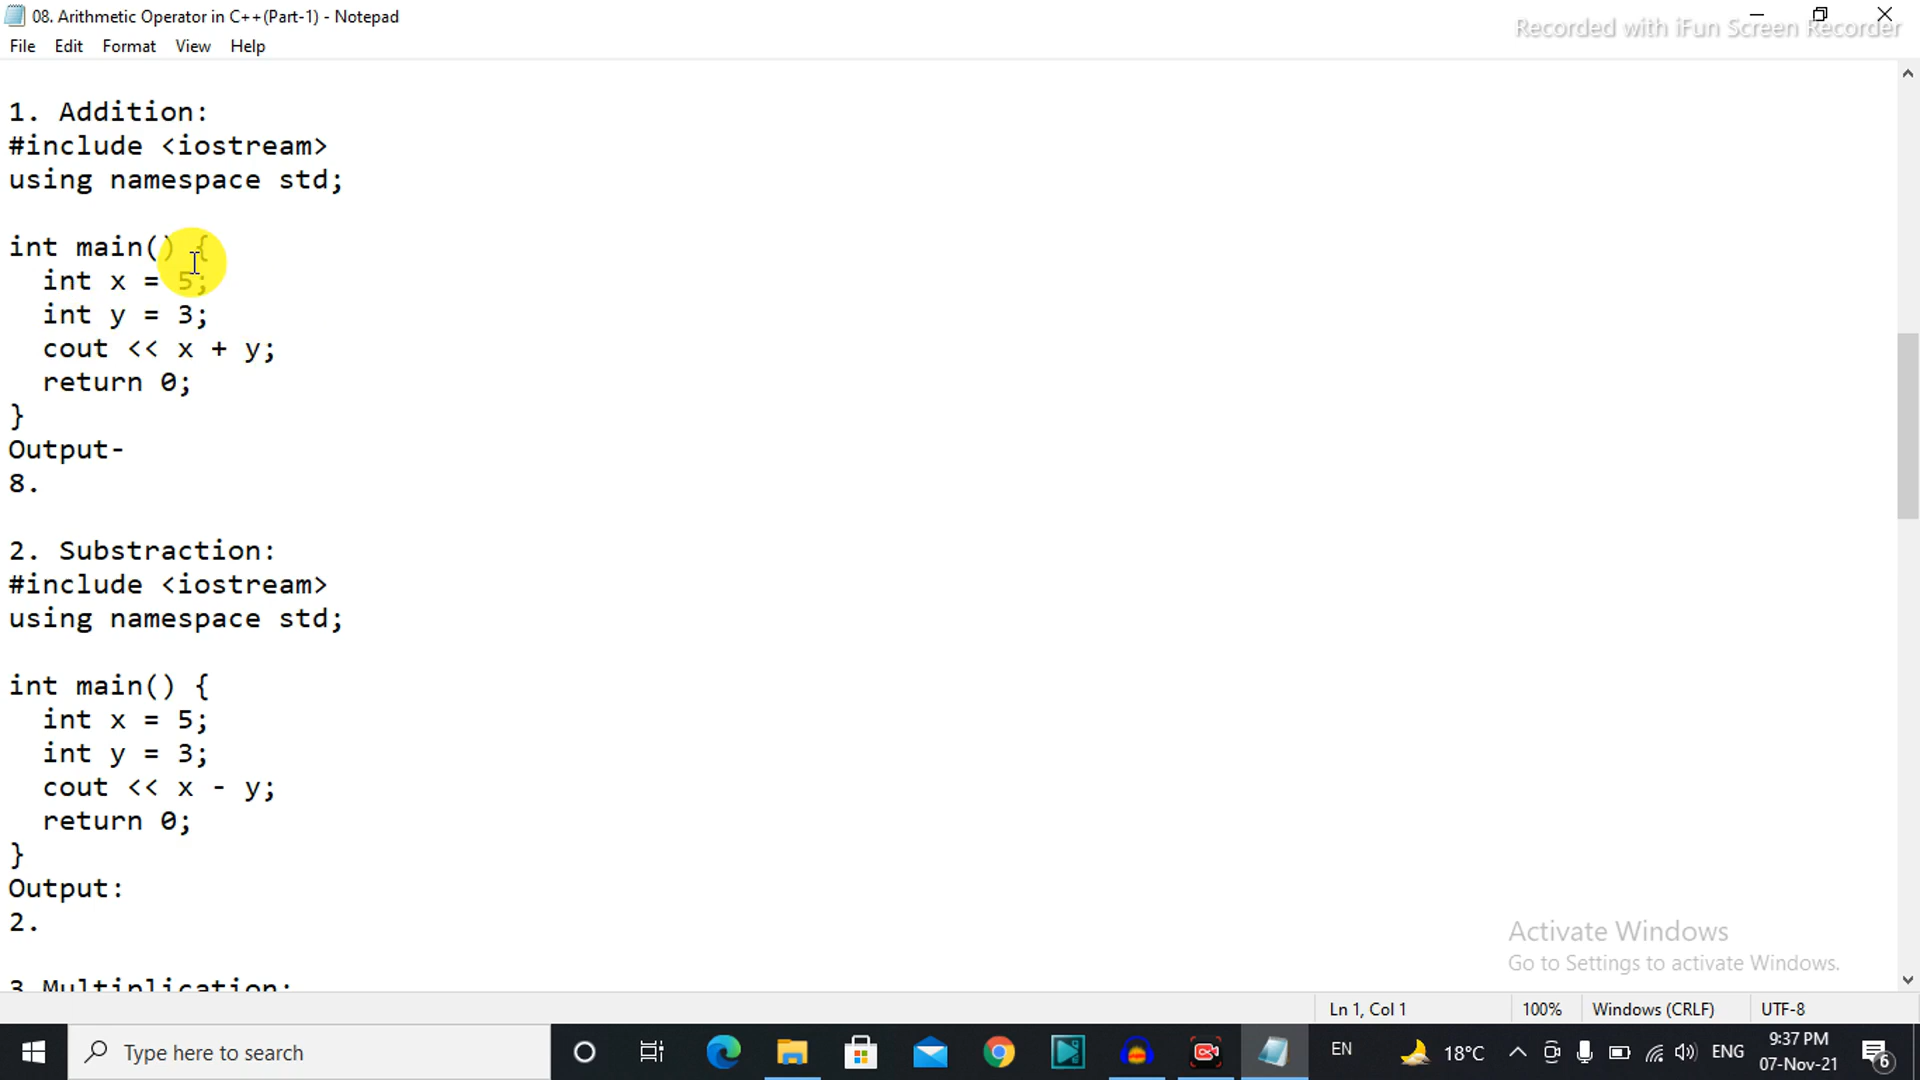 08. Arithmetic Operator in C++(Part-1) - Notepad
Recorded with iFun Screen Recorder
File Edit Format View Help
1. Addition:
#include <iostream>
using namespace std;
int main() {
int x = 5;
int y = 3;
cout << x + y;
return 0;
}
Output-
8.
2. Substraction:
#include <iostream>
using namespace std;
int main() {
int x = 5;
int y = 3;
cout << x - y;
return 0;
}
Output:
2.
3 Multiplication:
Activate Windows
Go to Settings to activate Windows.
Ln 1, Col 1 100% Windows (CRLF) UTF-8
Type here to search
EN
18°C
ENG
9:37 PM
07-Nov-21
6